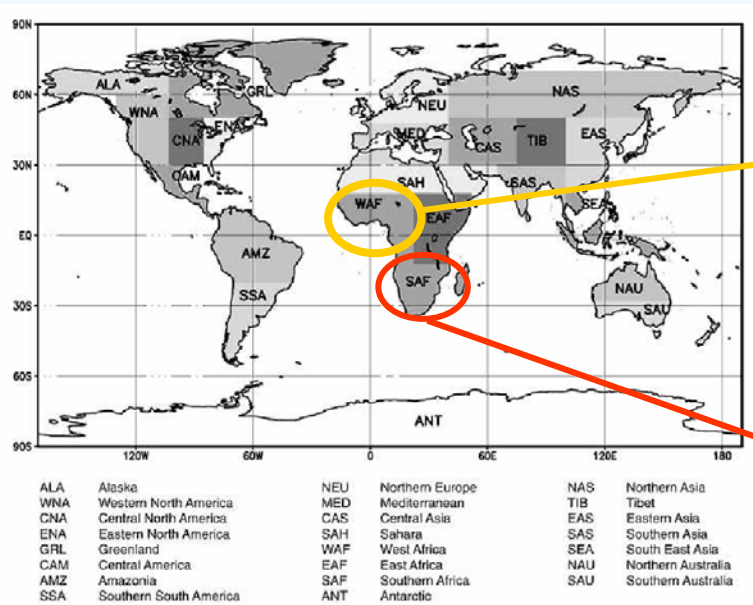 90N
60N
30N
EQ
30S
60S
90S
ALA
GRL
NAS
WNA
NEU
ENA
CNA
MED
CAS
TIB
EAS
CAM
SAH
SAS
WAF
EAF
SEA
AMZ
SAF
SSA
NAU
SAU
ANT
120W 60W 0 60E 120E 180
ALA Alaska NEU Northern Europe NAS Northern Asia
WNA Western North America MED Mediterranean TIB Tibet
CNA Central North America CAS Central Asia EAS Eastern Asia
ENA Eastern North America SAH Sahara SAS Southern Asia
GRL Greenland WAF West Africa SEA South East Asia
CAM Central America EAF East Africa NAU Northern Australia
AMZ Amazonia SAF Southern Africa SAU Southern Australia
SSA Southern South America ANT Antarctic